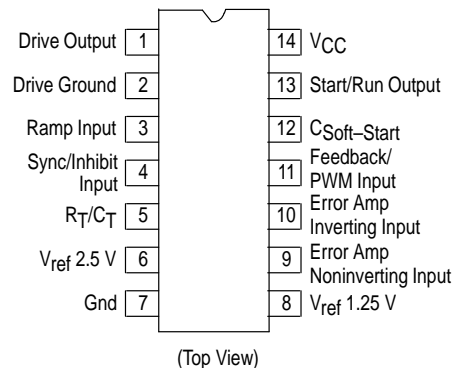 Drive Output 1
Drive Ground 2
Ramp Input 3
Sync/Inhibit
Input 4
RT/CT 5
Vref 2.5 V 6
Gnd 7
14 VCC
13 Start/Run Output
12 CSoft–Start
11 Feedback/
PWM Input
10 Error Amp
Inverting Input
9 Error Amp
Noninverting Input
8 Vref 1.25 V
(Top View)